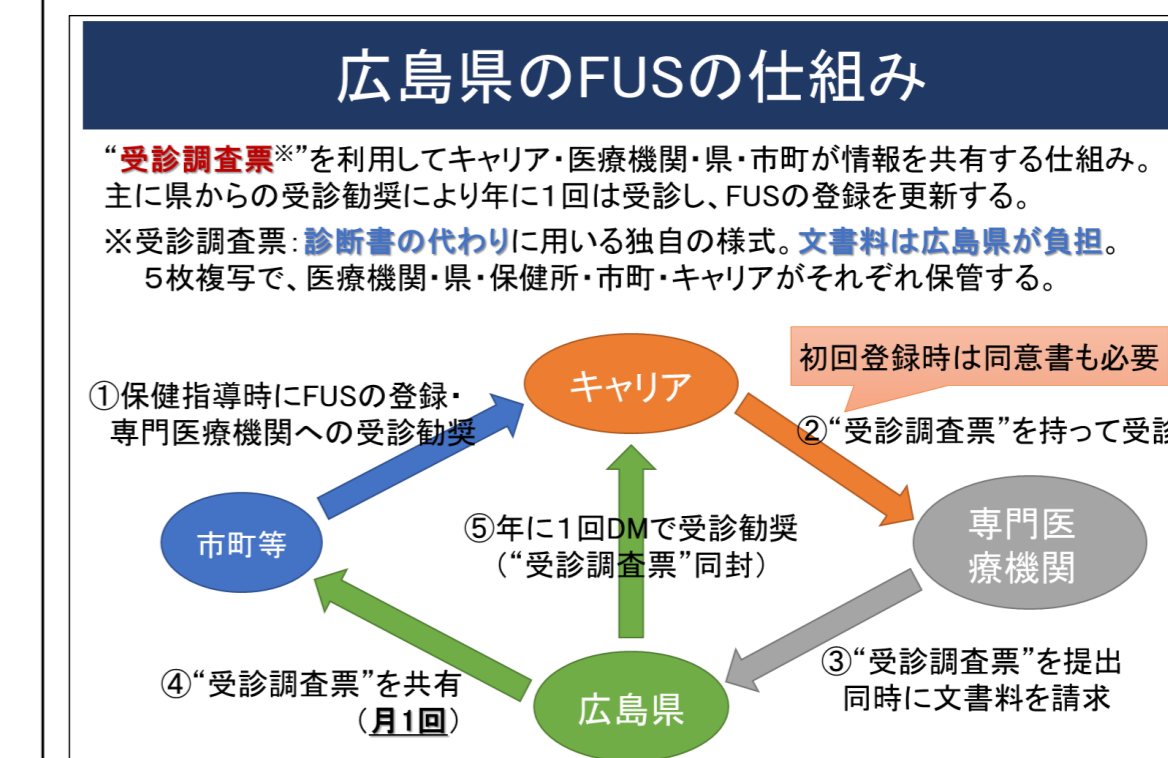 広島県のFUSの仕組み
“受診調査票※”を利用してキャリア・医療機関・県・市町が情報を共有する仕組み。
主に県からの受診勧奨により年に１回は受診し、FUSの登録を更新する。
※受診調査票：診断書の代わりに用いる独自の様式。文書料は広島県が負担。
５枚複写で、医療機関・県・保健所・市町・キャリアがそれぞれ保管する。
初回登録時は同意書も必要
キャリア
①保健指導時にFUSの登録・
専門医療機関への受診勧奨
②“受診調査票”を持って受診
市町等
⑤年に１回DMで受診勧奨
（“受診調査票”同封）
専門医
療機関
③“受診調査票”を提出
同時に文書料を請求
④“受診調査票”を共有
（月1回）
広島県